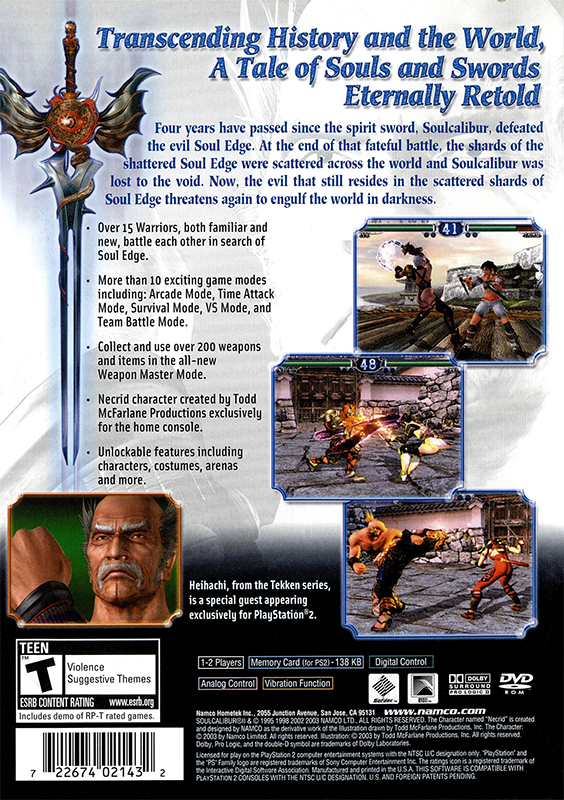 Transcending History and the World,
A Tale of Souls and Swords
Eternally Retold
Four years have passed since the spirit sword, Soulcalibur, defeated
the evil Soul Edge. At the end of that fateful battle, the shards of the
shattered Soul Edge were scattered across the world and Soulcalibur was
lost to the void. Now, the evil that still resides in the scattered shards of
Soul Edge threatens again to engulf the world in darkness.
• Over 15 Warriors, both familiar and
new, battle each other in search of
Soul Edge.
• More than 10 exciting game modes
including: Arcade Mode, Time Attack
Mode, Survival Mode, VS Mode, and
Team Battle Mode.
• Collect and use over 200 weapons
and items in the all-new
Weapon Master Mode.
• Necrid character created by Todd
McFarlane Productions exclusively
for the home console.
• Unlockable features including
characters, costumes, arenas
and more.
41
48
Heihachi, from the Tekken series,
is a special guest appearing
exclusively for PlayStation®2.
TEEN
T
Violence
Suggestive Themes
ESRB CONTENT RATING www.esrb.org
Includes demo of RP-T rated games.
1-2 Players
Memory Card (for PS2) - 138 KB
Digital Control
Analog Control
Vibration Function
DOLBY
SURROUND
PRO LOGIC II
DVD
ROM
Namco Hometek Inc., 2055 Junction Avenue, San Jose, CA 95131 www.namco.com
SOULCALIBUR®II & © 1995 1998 2002 2003 NAMCO LTD., ALL RIGHTS RESERVED. The Character named "Necrid" is created
and designed by NAMCO as the derivative work of the Illustration drawn by Todd McFarlane Productions, Inc. The Character:
© 2003 by Namco Limited. All rights reserved. Illustration: © 2003 by Todd McFarlane Productions, Inc. All rights reserved.
Dolby, Pro Logic, and the double-D symbol are trademarks of Dolby Laboratories.
Licensed for play on the PlayStation 2 computer entertainment systems with the NTSC U/C designation only. "PlayStation" and
the "PS" Family logo are registered trademarks of Sony Computer Entertainment Inc. The ratings icon is a registered trademark of
the Interactive Digital Software Association. Manufactured and printed in the U.S.A. THIS SOFTWARE IS COMPATIBLE WITH
PLAYSTATION 2 CONSOLES WITH THE NTSC U/C DESIGNATION. U.S. AND FOREIGN PATENTS PENDING.
7 22674 02143 2